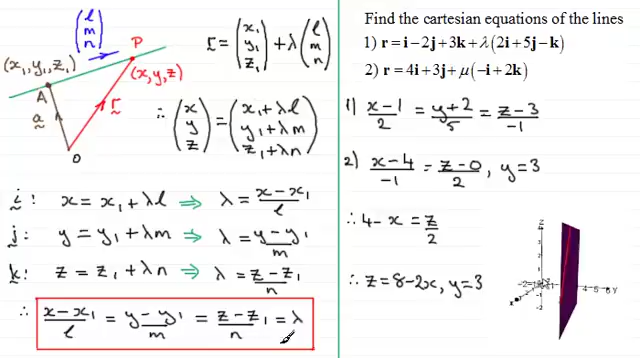 (l
m
n)
P
(x₁, y₁, z₁)
(x, y, z)
A
a
r
O
r = (x₁
y₁
z₁) + λ (l
m
n)
∴ (x
y
z) = (x₁ + λl
y₁ + λm
z₁ + λn)
i: x = x₁ + λl ⇒ λ = (x − x₁)/l
j: y = y₁ + λm ⇒ λ = (y − y₁)/m
k: z = z₁ + λn ⇒ λ = (z − z₁)/n
∴ (x − x₁)/l = (y − y₁)/m = (z − z₁)/n = λ
Find the cartesian equations of the lines
1) r = i − 2j + 3k + λ(2i + 5j − k)
2) r = 4i + 3j + μ(−i + 2k)
1) (x − 1)/2 = (y + 2)/5 = (z − 3)/−1
2) (x − 4)/−1 = (z − 0)/2 , y = 3
∴ 4 − x = z/2
∴ z = 8 − 2x, y = 3